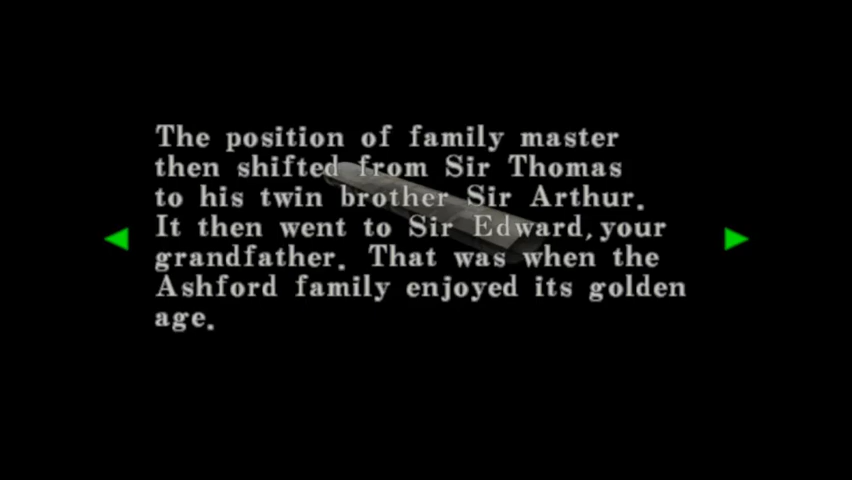 The position of family master
then shifted from Sir Thomas
to his twin brother Sir Arthur.
It then went to Sir Edward, your
grandfather. That was when the
Ashford family enjoyed its golden
age.